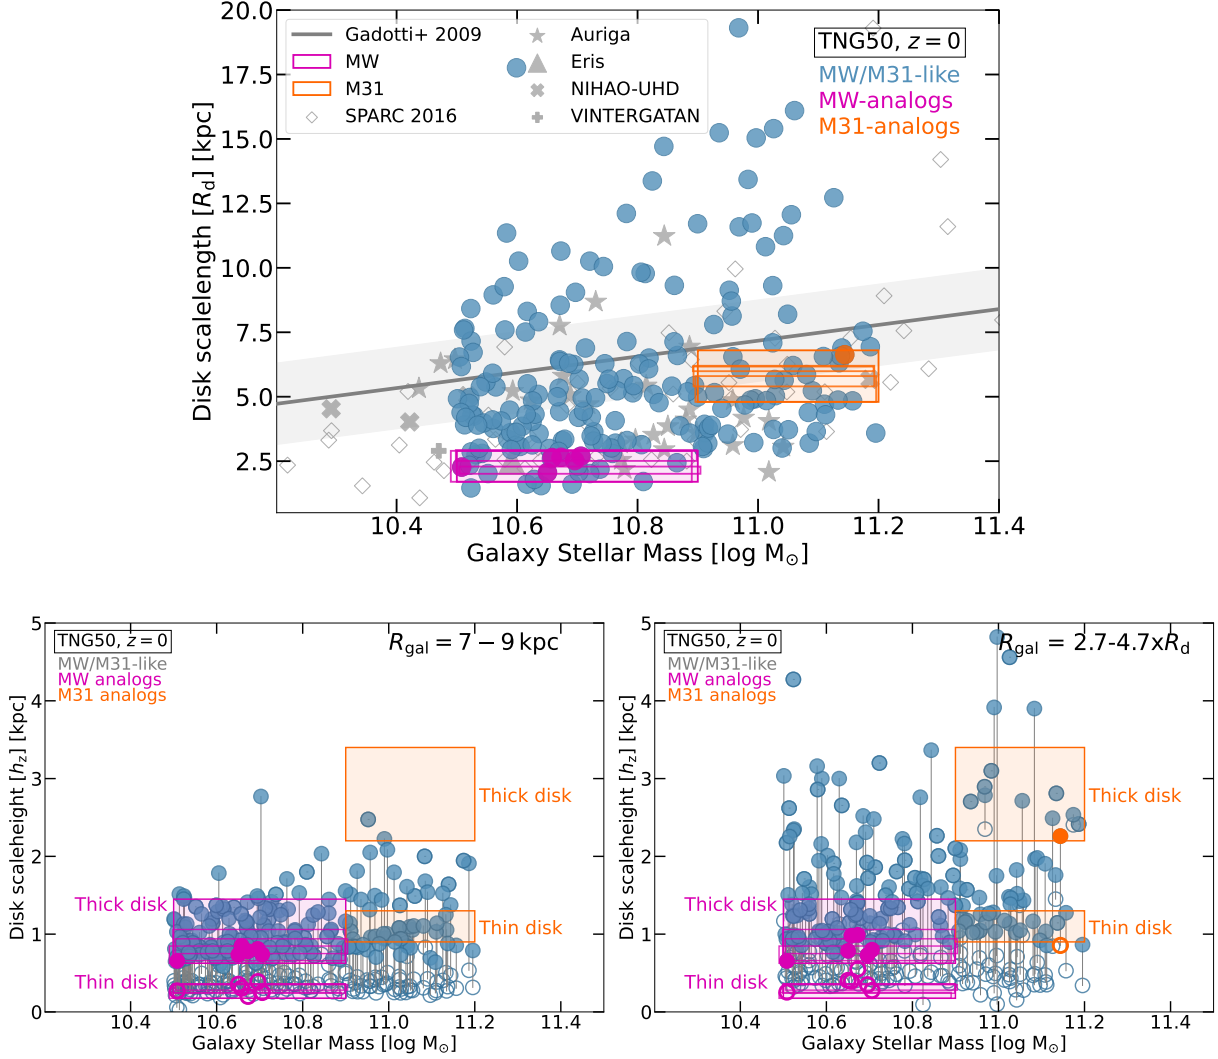 20.0
17.5
15.0
12.5
10.0
7.5
5.0
2.5
Disk scalelength [R_d] [kpc]
Gadotti+ 2009
MW
M31
SPARC 2016
Auriga
Eris
NIHAO-UHD
VINTERGATAN
TNG50, z = 0
MW/M31-like
MW-analogs
M31-analogs
10.4 10.6 10.8 11.0 11.2 11.4
Galaxy Stellar Mass [log M⊙]
5
4
3
2
1
0
Disk scaleheight [h_z] [kpc]
TNG50, z = 0
MW/M31-like
MW analogs
M31 analogs
R_gal = 7 − 9 kpc
Thick disk
Thick disk
Thin disk
Thin disk
10.4 10.6 10.8 11.0 11.2 11.4
Galaxy Stellar Mass [log M⊙]
5
4
3
2
1
0
Disk scaleheight [h_z] [kpc]
TNG50, z = 0
MW/M31-like
MW analogs
M31 analogs
R_gal = 2.7-4.7xR_d
Thick disk
Thick disk
Thin disk
Thin disk
10.4 10.6 10.8 11.0 11.2 11.4
Galaxy Stellar Mass [log M⊙]